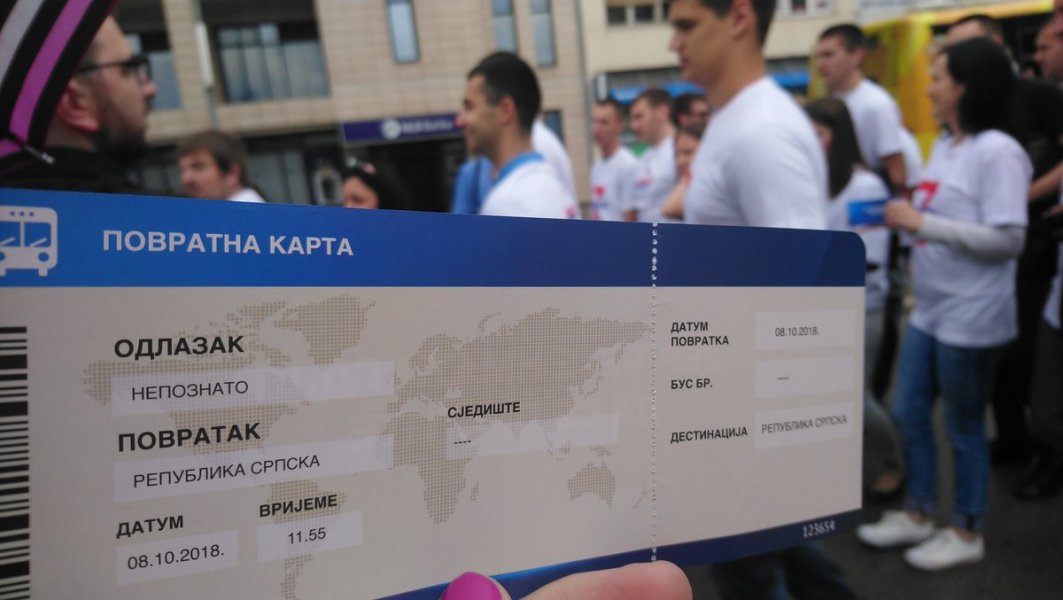 ПОВРАТНА КАРТА
ОДЛАЗАК
НЕПОЗНАТО
ПОВРАТАК
РЕПУБЛИКА СРПСКА
СЈЕДИШТЕ
----
ДАТУМ
08.10.2018.
ВРИЈЕМЕ
11.55
ДАТУМ
ПОВРАТКА
08.10.2018.
БУС БР.
----
ДЕСТИНАЦИЈА
РЕПУБЛИКА СРПСКА
123654